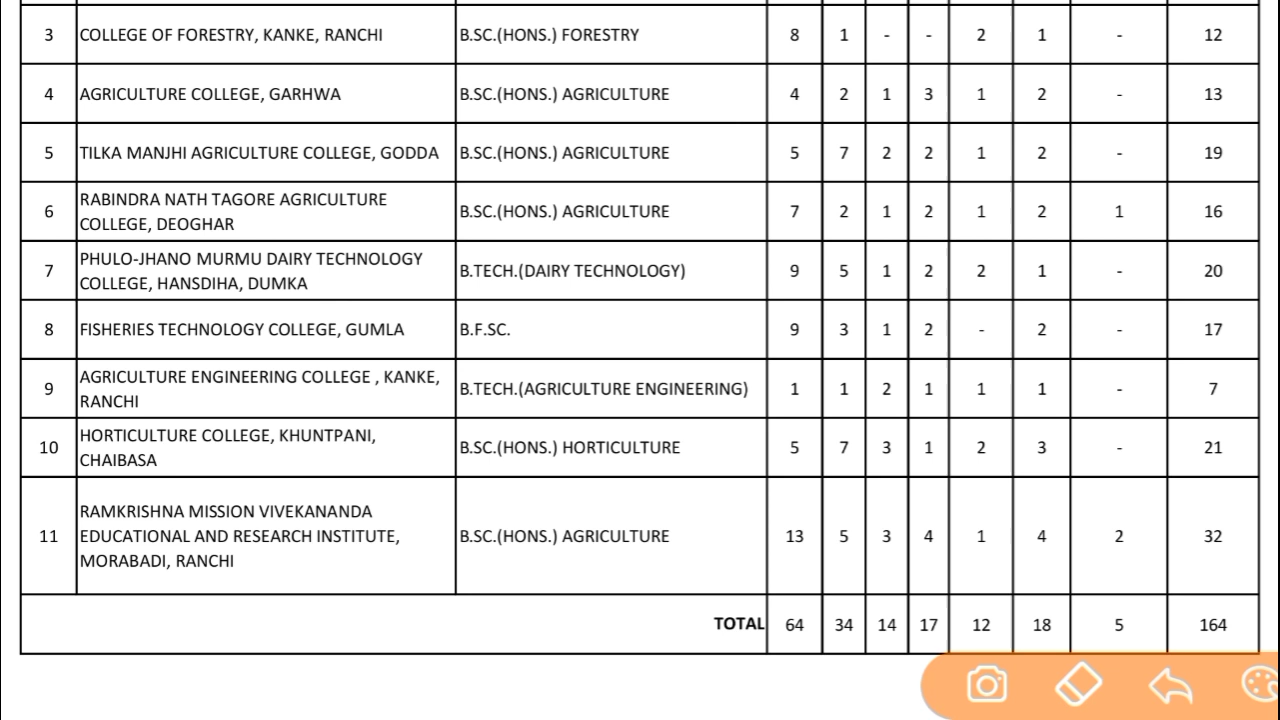 3 COLLEGE OF FORESTRY, KANKE, RANCHI B.SC.(HONS.) FORESTRY 8 1 - - 2 1 - 12
4 AGRICULTURE COLLEGE, GARHWA B.SC.(HONS.) AGRICULTURE 4 2 1 3 1 2 - 13
5 TILKA MANJHI AGRICULTURE COLLEGE, GODDA B.SC.(HONS.) AGRICULTURE 5 7 2 2 1 2 - 19
RABINDRA NATH TAGORE AGRICULTURE
6 B.SC.(HONS.) AGRICULTURE 7 2 1 2 1 2 1 16
COLLEGE, DEOGHAR
PHULO-JHANO MURMU DAIRY TECHNOLOGY
7 B.TECH.(DAIRY TECHNOLOGY) 9 5 1 2 2 1 - 20
COLLEGE, HANSDIHA, DUMKA
8 FISHERIES TECHNOLOGY COLLEGE, GUMLA B.F.SC. 9 3 1 2 - 2 - 17
AGRICULTURE ENGINEERING COLLEGE , KANKE,
9 B.TECH.(AGRICULTURE ENGINEERING) 1 1 2 1 1 1 - 7
RANCHI
HORTICULTURE COLLEGE, KHUNTPANI,
10 B.SC.(HONS.) HORTICULTURE 5 7 3 1 2 3 - 21
CHAIBASA
RAMKRISHNA MISSION VIVEKANANDA
11 EDUCATIONAL AND RESEARCH INSTITUTE, B.SC.(HONS.) AGRICULTURE 13 5 3 4 1 4 2 32
MORABADI, RANCHI
TOTAL 64 34 14 17 12 18 5 164